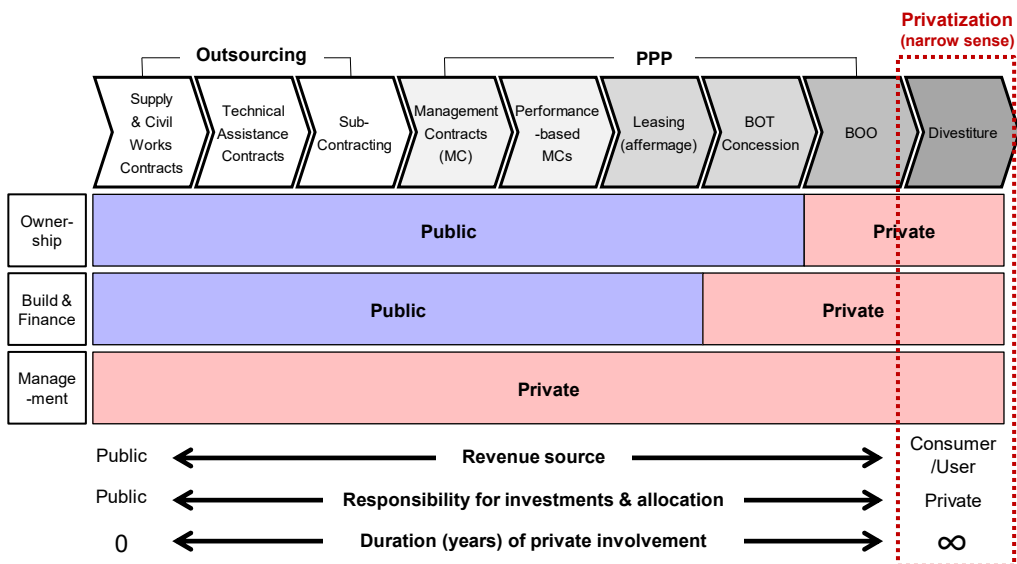 Privatization
(narrow sense)
Outsourcing
PPP
Supply
& Civil
Works
Contracts
Technical
Assistance
Contracts
Sub-
Contracting
Management
Contracts
(MC)
Performance
-based
MCs
Leasing
(affermage)
BOT
Concession
BOO
Divestiture
Owner-
ship
Public
Private
Build &
Finance
Public
Private
Manage
-ment
Private
Public
Revenue source
Consumer
/User
Public
Responsibility for investments & allocation
Private
0
Duration (years) of private involvement
∞